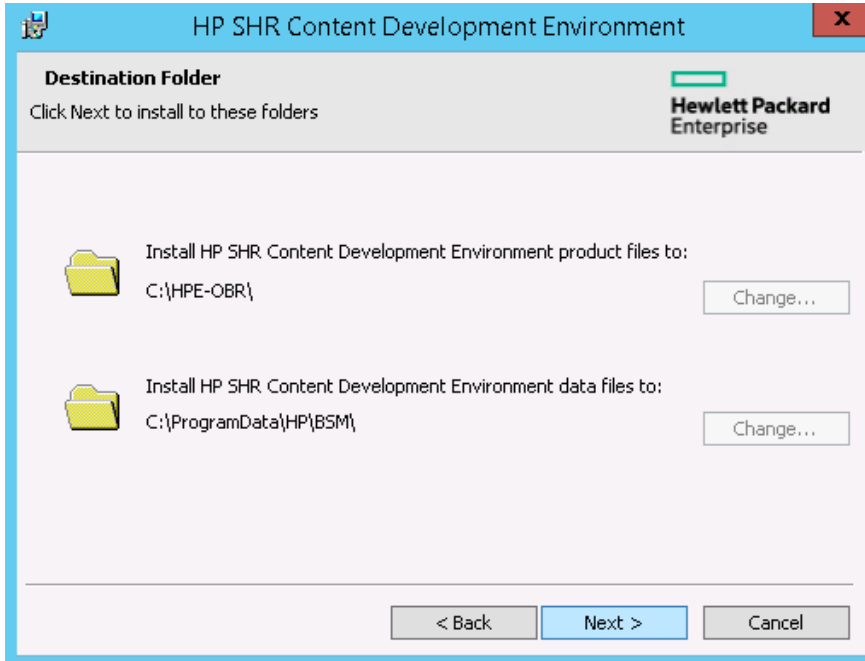 HP SHR Content Development Environment
x
Destination Folder
Click Next to install to these folders
Hewlett Packard
Enterprise
Install HP SHR Content Development Environment product files to:
C:\HPE-OBR\
Change...
Install HP SHR Content Development Environment data files to:
C:\ProgramData\HP\BSM\
Change...
< Back
Next >
Cancel